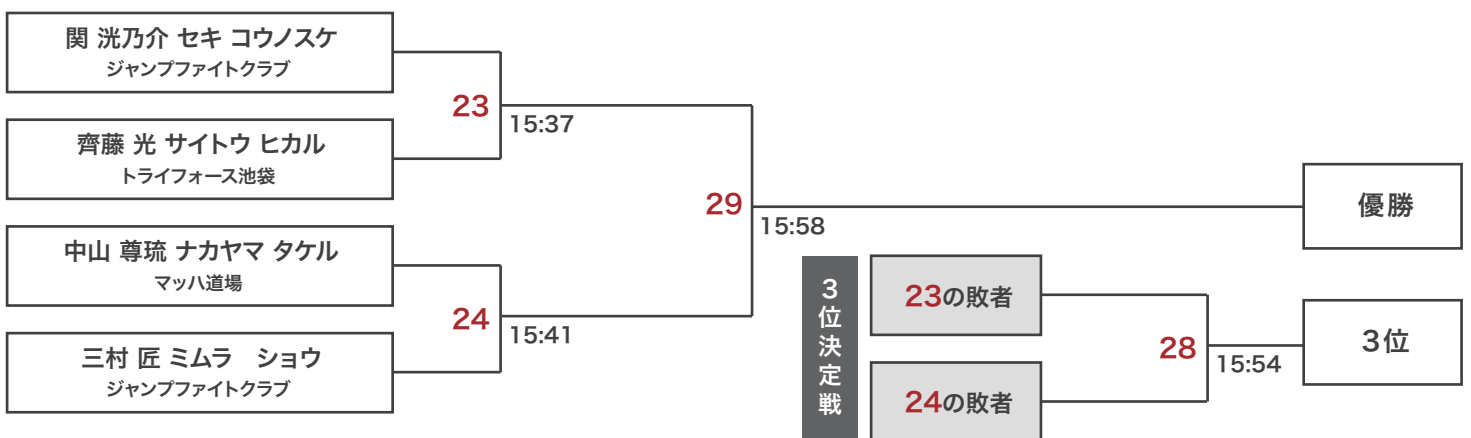 関 洸乃介 セキ コウノスケ
ジャンプファイトクラブ
23
15:37
齊藤 光 サイトウ ヒカル
トライフォース池袋
29
15:58
優勝
中山 尊琉 ナカヤマ タケル
マッハ道場
24
15:41
三村 匠 ミムラ　ショウ
ジャンプファイトクラブ
3位決定戦
23の敗者
28
15:54
3位
24の敗者